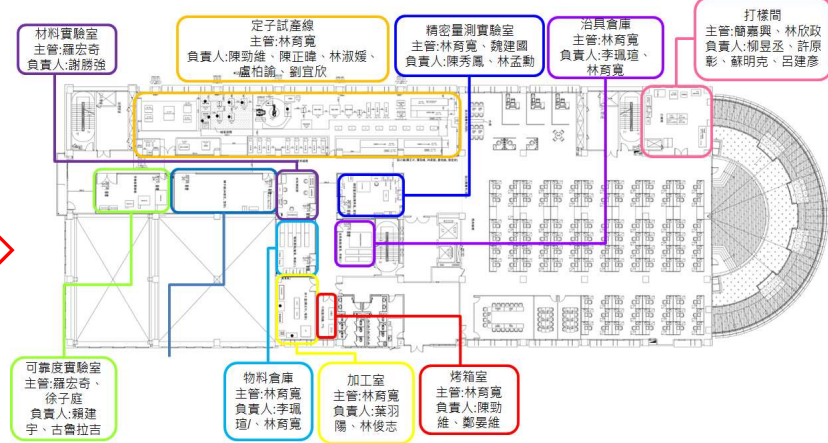 材料實驗室
主管:羅宏奇
負責人:謝勝強
定子試產線
主管:林育寬
負責人:陳勁維、陳正暐、林淑媛、
盧柏諭、劉宜欣
精密量測實驗室
主管:林育寬、魏建國
負責人:陳秀鳳、林孟勳
治具倉庫
主管:林育寬
負責人:李珮瑄、
林育寬
打樣間
主管:簡嘉興、林欣政
負責人:柳昱丞、許原
彰、蘇明克、呂建彥
可靠度實驗室
主管:羅宏奇、
徐子庭
負責人:賴建
宇、古魯拉吉
物料倉庫
主管:林育寬
負責人:李珮
瑄/、林育寬
加工室
主管:林育寬
負責人:葉羽
陽、林俊志
烤箱室
主管:林育寬
負責人:陳勁
維、鄭晏維